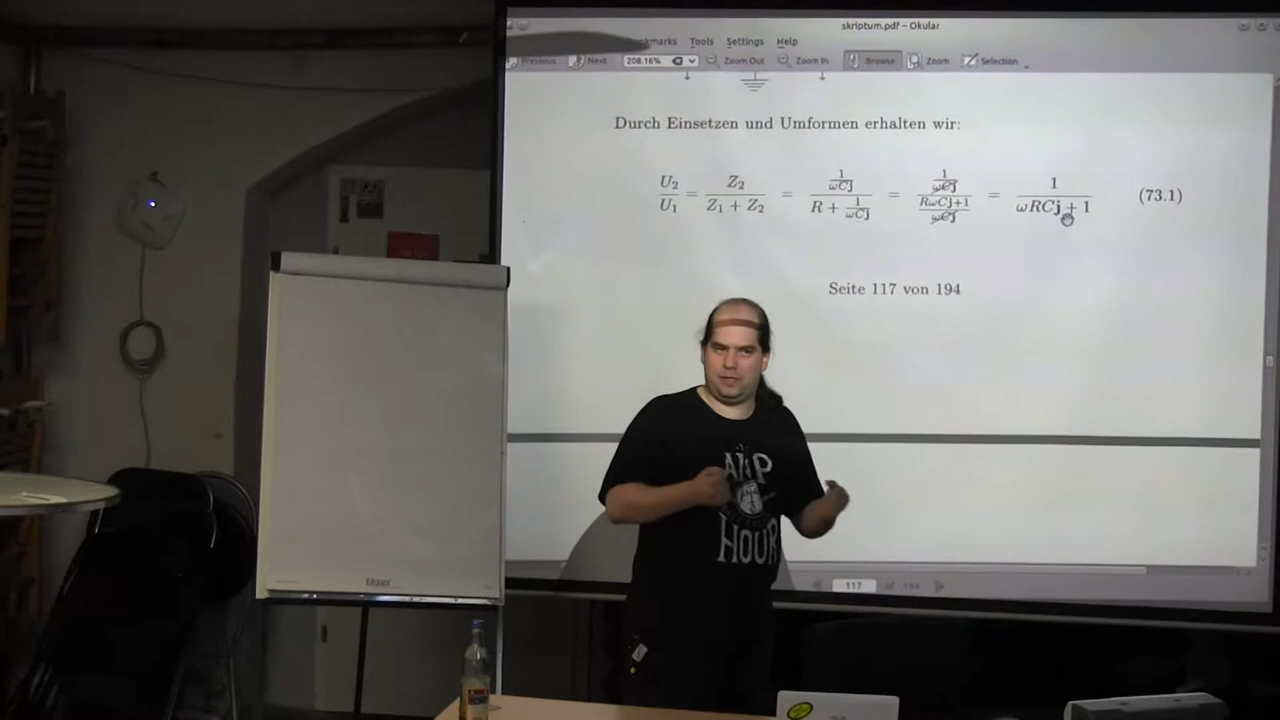 skriptum.pdf – Okular
Tools Settings Help
Previous Next 208.16% Zoom Out Zoom In Browse Zoom Selection
Durch Einsetzen und Umformen erhalten wir:
U₂/U₁ = Z₂/(Z₁ + Z₂) = (1/(ωCj))/(R + 1/(ωCj)) = (1/(ωCj))/((RωCj+1)/(ωCj)) = 1/(ωRCj + 1) (73.1)
Seite 117 von 194
AMP
HOUR
117 of 194